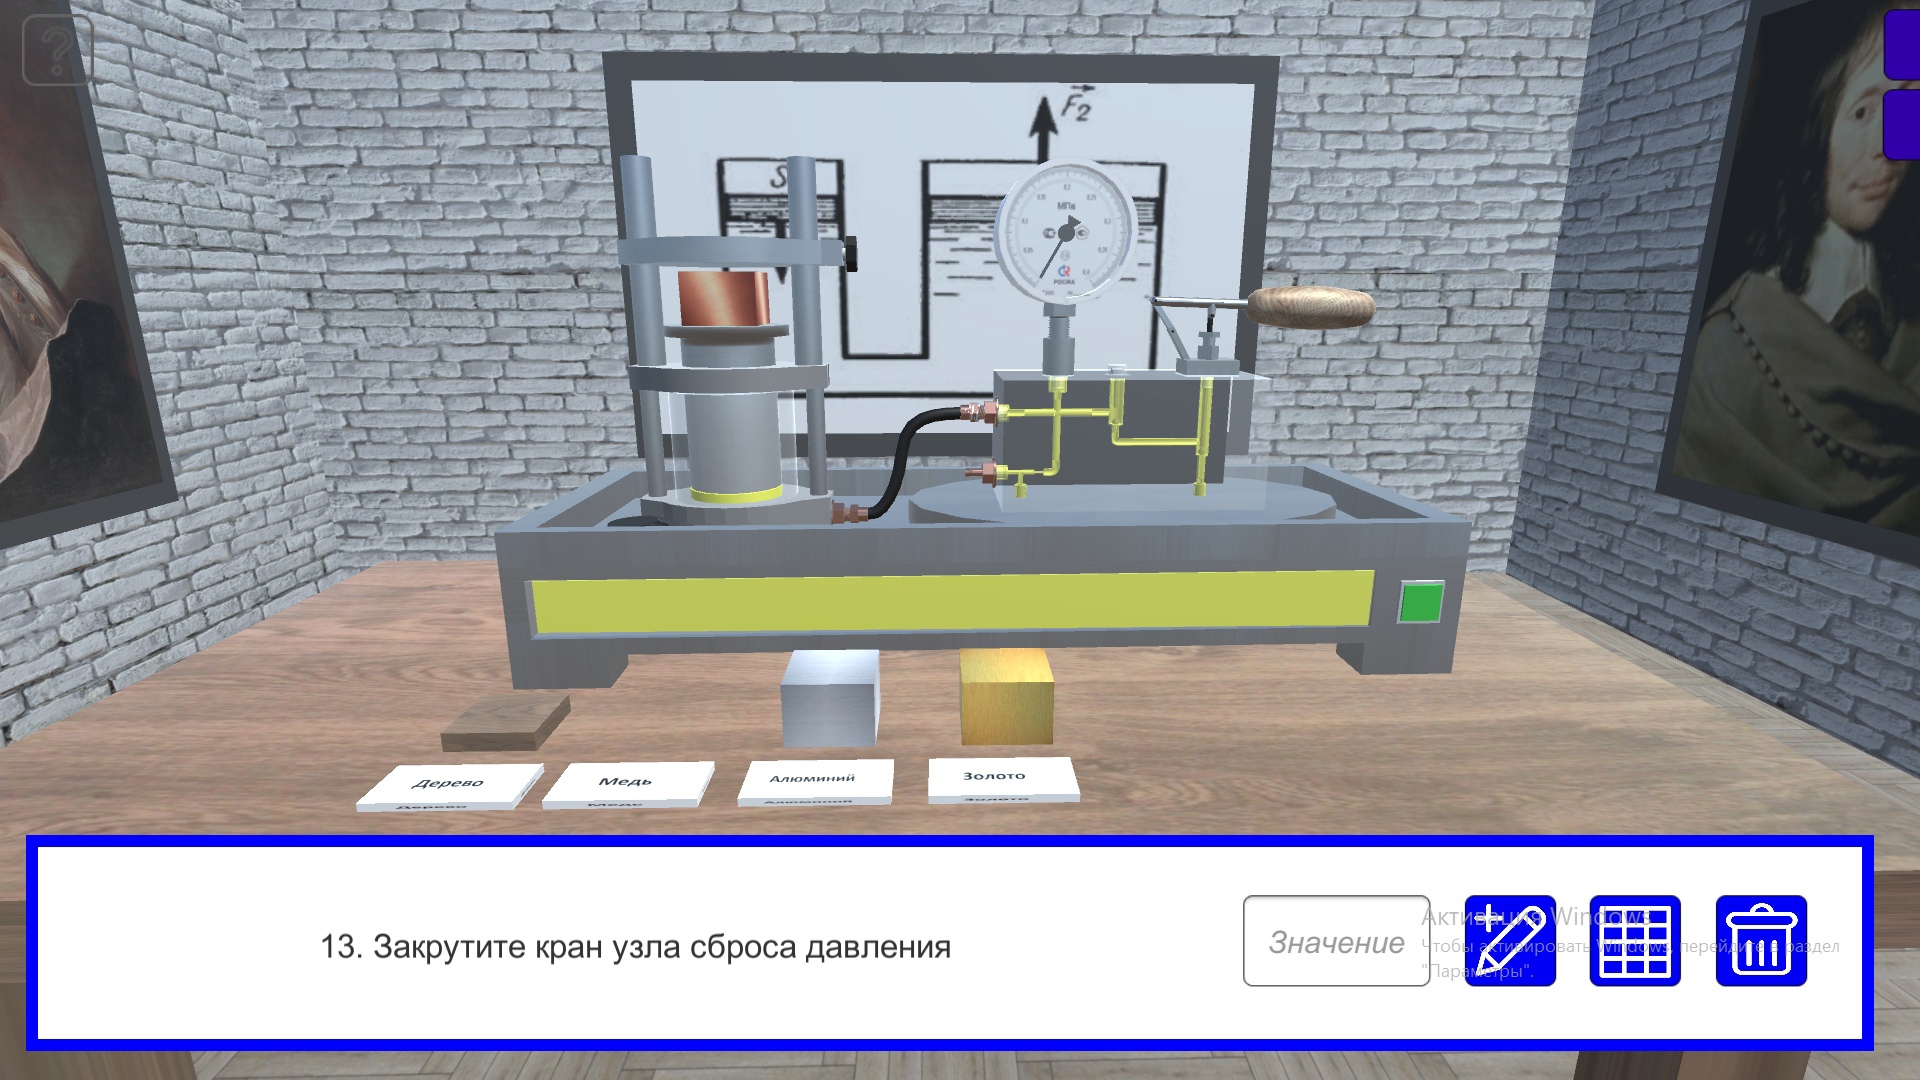 ?
F2
S
МПа
РОСМА
Дерево
Медь
Алюминий
Золото
13. Закрутите кран узла сброса давления
Значение
Активация Windows
Чтобы активировать Windows, перейдите в раздел
"Параметры".